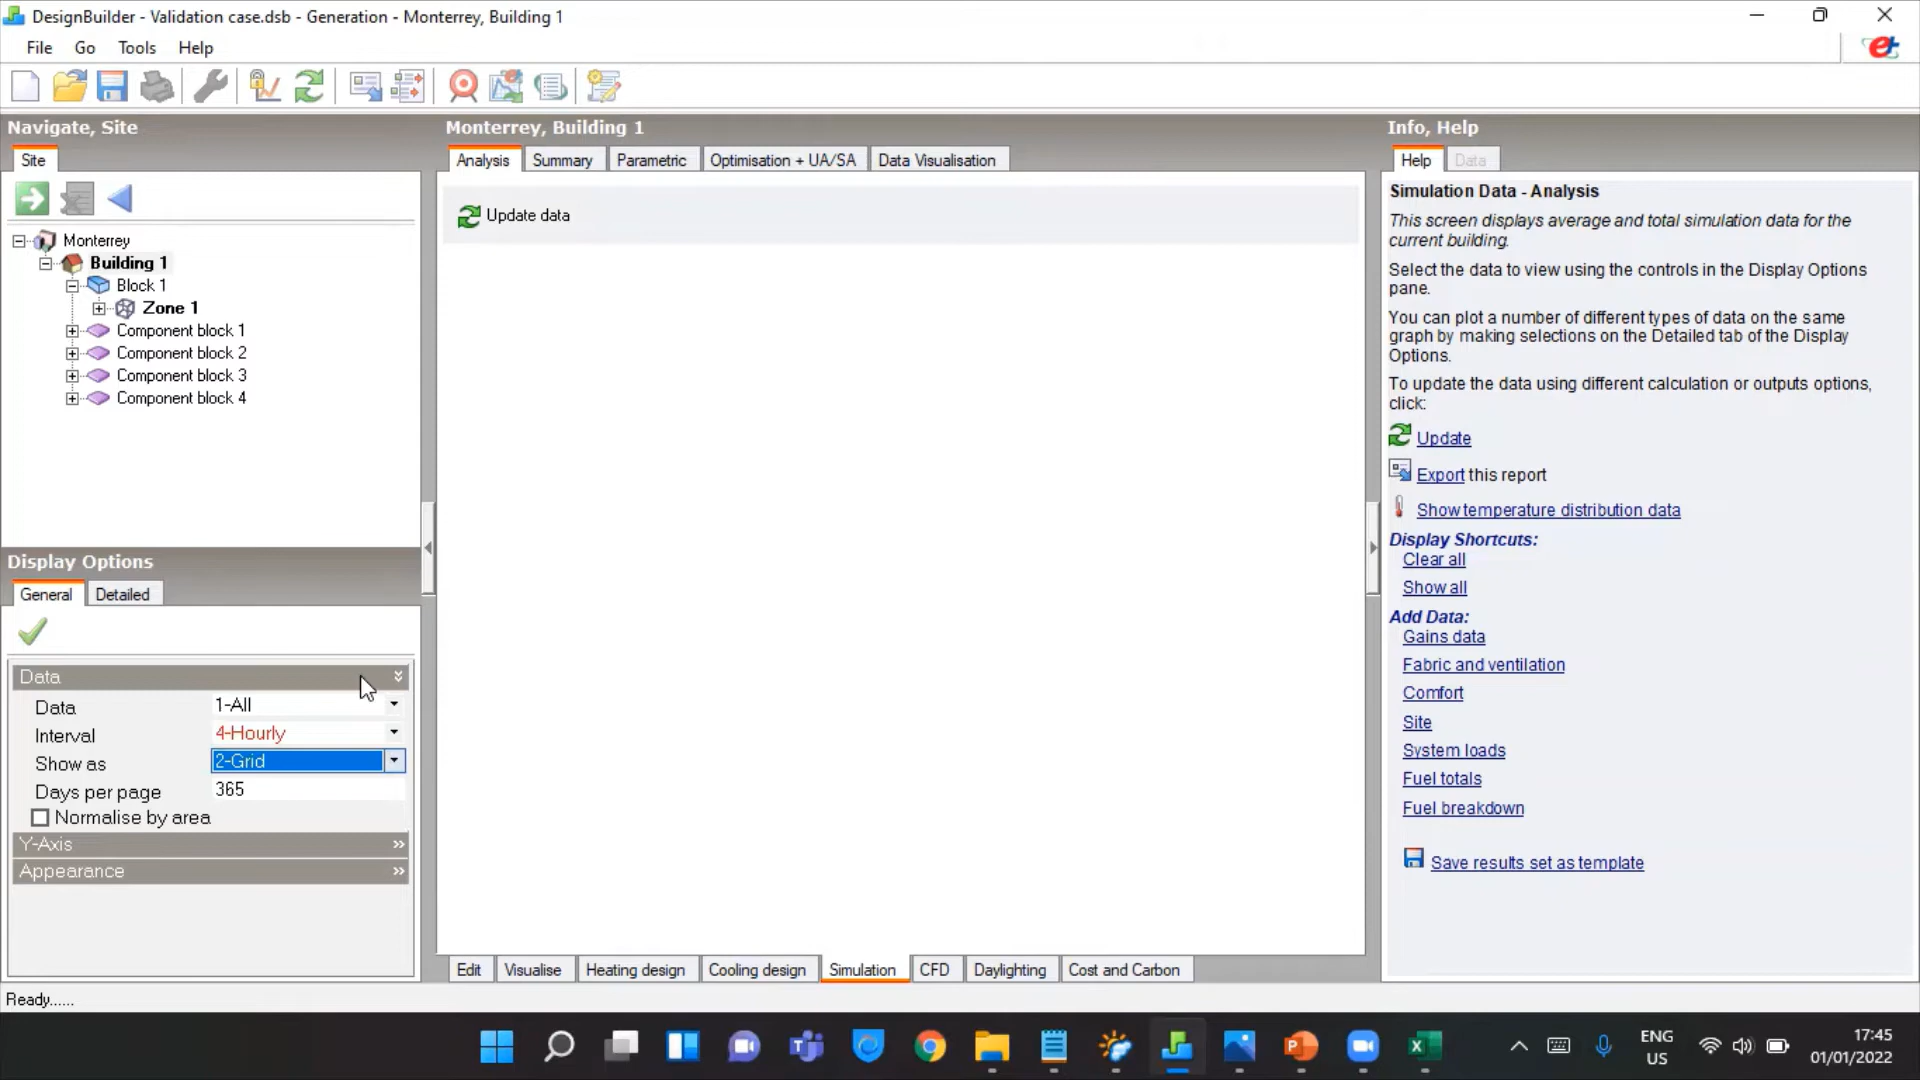 DesignBuilder - Validation case.dsb - Generation - Monterrey, Building 1
File Go Tools Help
Navigate, Site
Site
Monterrey
Building 1
Block 1
Zone 1
Component block 1
Component block 2
Component block 3
Component block 4
Display Options
General Detailed
Data
Data 1-All
Interval 4-Hourly
Show as 2-Grid
Days per page 365
Normalise by area
Y-Axis
Appearance
Monterrey, Building 1
Analysis Summary Parametric Optimisation + UA/SA Data Visualisation
Update data
Edit Visualise Heating design Cooling design Simulation CFD Daylighting Cost and Carbon
Info, Help
Help Data
Simulation Data - Analysis
This screen displays average and total simulation data for the
current building.
Select the data to view using the controls in the Display Options
pane.
You can plot a number of different types of data on the same
graph by making selections on the Detailed tab of the Display
Options.
To update the data using different calculation or outputs options,
click:
Update
Export this report
Show temperature distribution data
Display Shortcuts:
Clear all
Show all
Add Data:
Gains data
Fabric and ventilation
Comfort
Site
System loads
Fuel totals
Fuel breakdown
Save results set as template
Ready......
ENG
US
17:45
01/01/2022